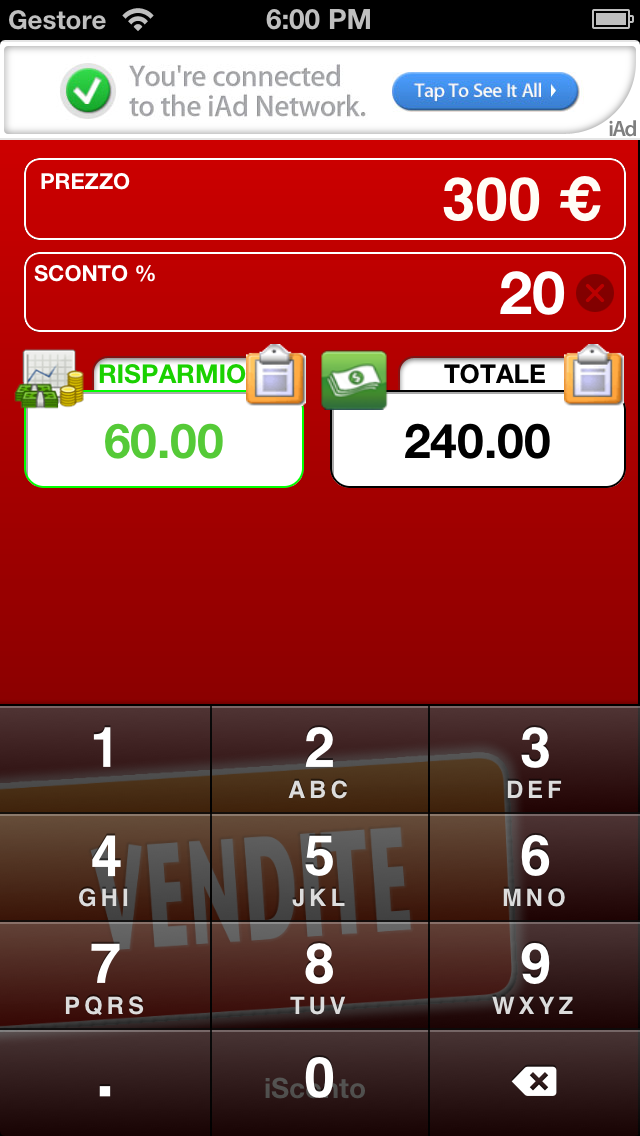 Gestore 6:00 PM
You're connected
to the iAd Network.
Tap To See It All
iAd
PREZZO
300 €
SCONTO %
20
RISPARMIO
TOTALE
60.00
240.00
1 2 3
ABC DEF
VENDITE
4 5 6
GHI JKL MNO
7 8 9
PQRS TUV WXYZ
. 0
iSconto